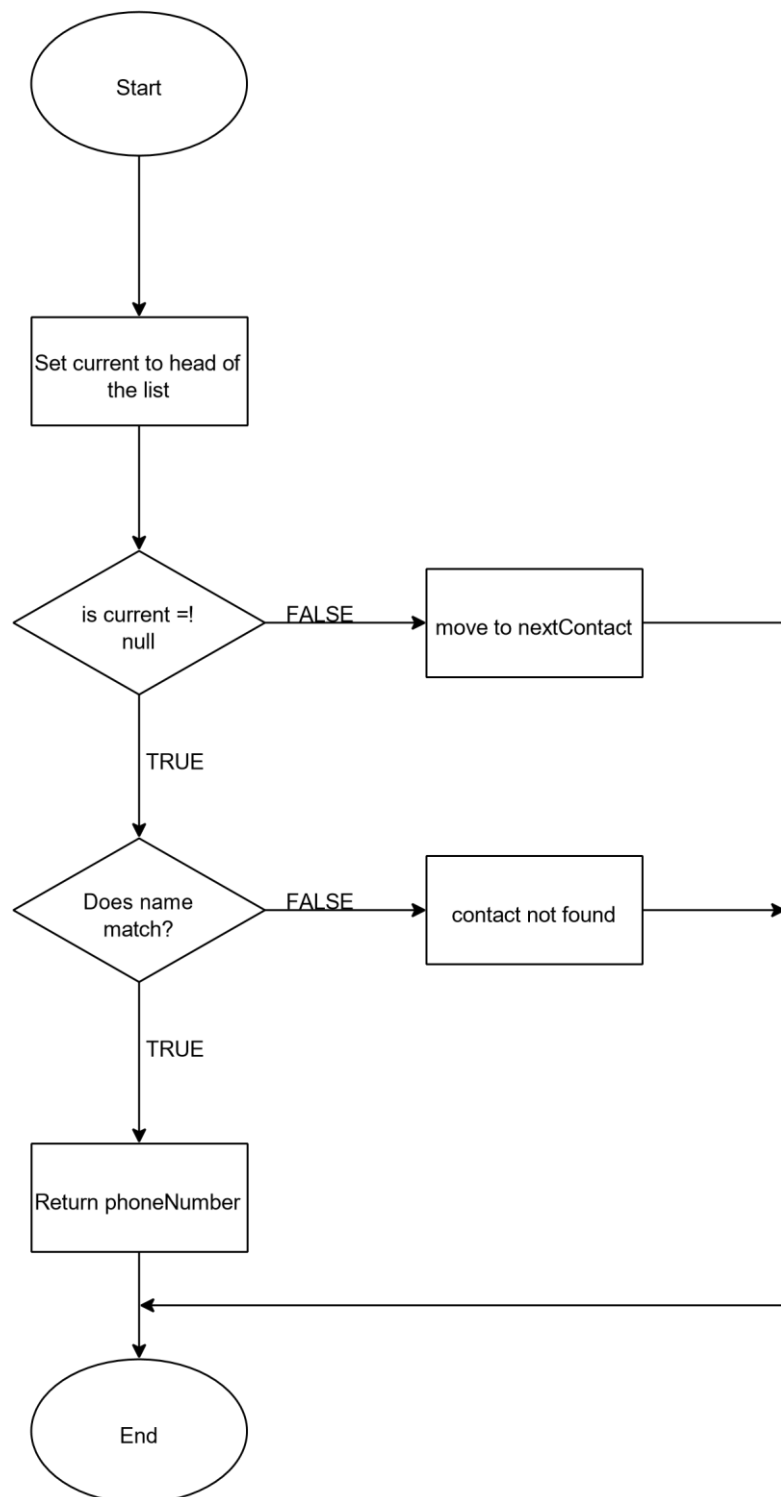 Start
Set current to head of
the list
is current =!
null
FALSE
move to nextContact
TRUE
Does name
match?
FALSE
contact not found
TRUE
Return phoneNumber
End